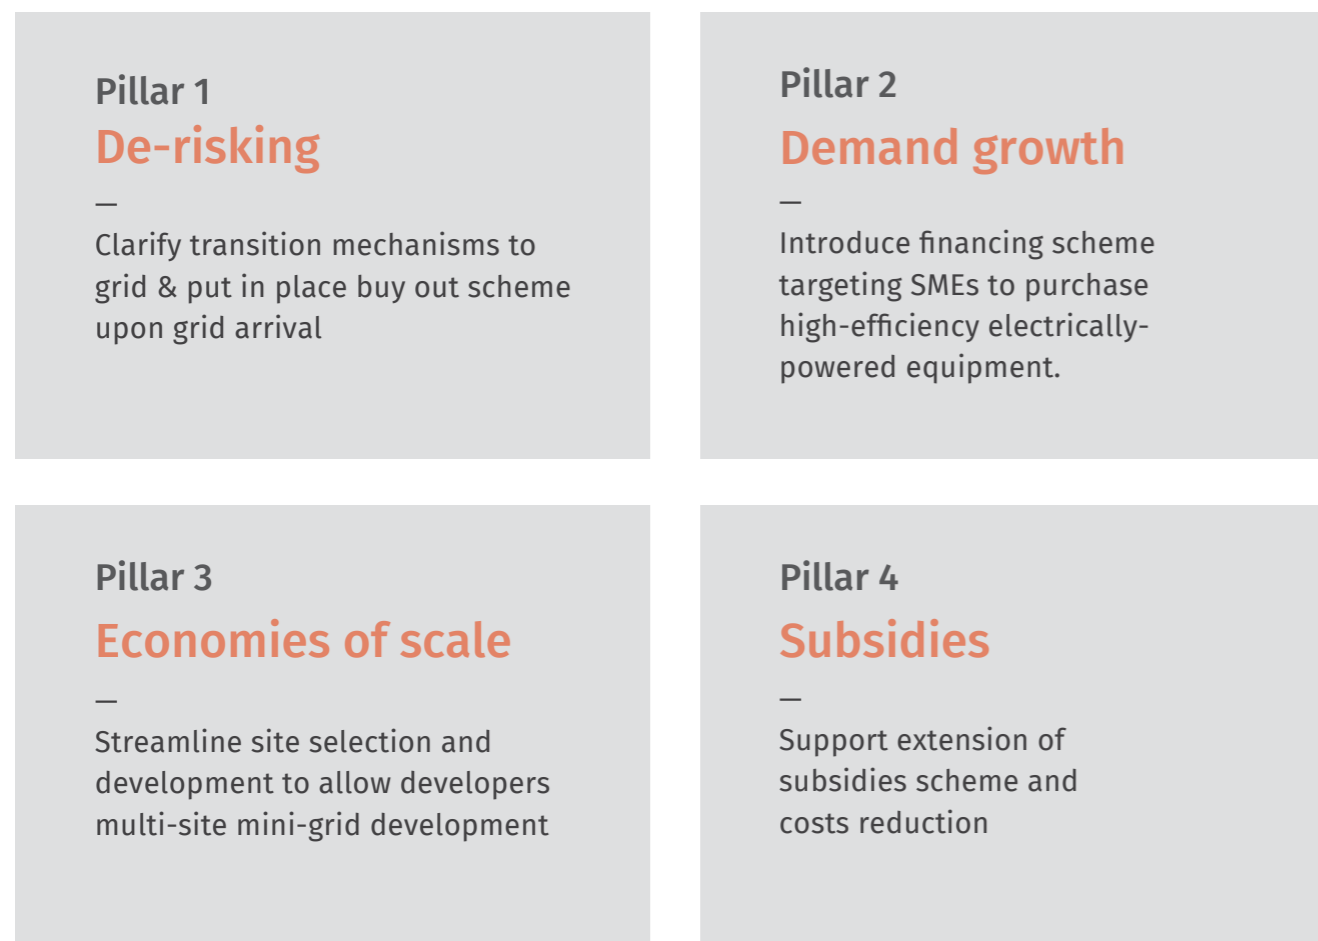 Pillar 1
De-risking
—
Clarify transition mechanisms to
grid & put in place buy out scheme
upon grid arrival
Pillar 2
Demand growth
—
Introduce financing scheme
targeting SMEs to purchase
high-efficiency electrically-
powered equipment.
Pillar 3
Economies of scale
—
Streamline site selection and
development to allow developers
multi-site mini-grid development
Pillar 4
Subsidies
—
Support extension of
subsidies scheme and
costs reduction